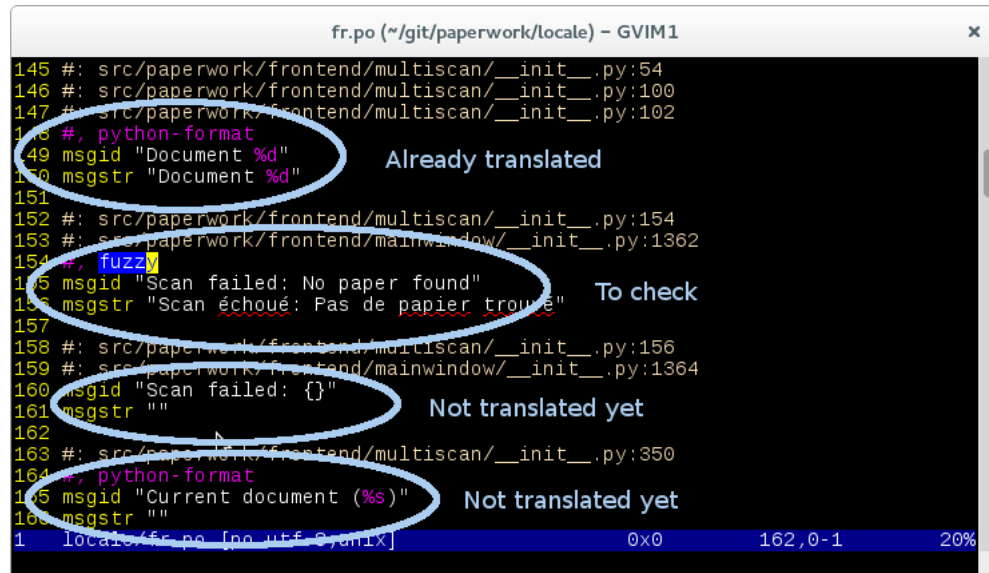 fr.po (~/git/paperwork/locale) – GVIM1 ×
145 #: src/paperwork/frontend/multiscan/__init__.py:54
146 #: src/paperwork/frontend/multiscan/__init__.py:100
147 #: src/paperwork/frontend/multiscan/__init__.py:102
148 #, python-format
149 msgid "Document %d"
Already translated
150 msgstr "Document %d"
151
152 #: src/paperwork/frontend/multiscan/__init__.py:154
153 #: src/paperwork/frontend/mainwindow/__init__.py:1362
154 #, fuzzy
155 msgid "Scan failed: No paper found"
To check
156 msgstr "Scan échoué: Pas de papier trouvé"
157
158 #: src/paperwork/frontend/multiscan/__init__.py:156
159 #: src/paperwork/frontend/mainwindow/__init__.py:1364
160 msgid "Scan failed: {}"
161 msgstr ""
Not translated yet
162
163 #: src/paperwork/frontend/multiscan/__init__.py:350
164 #, python-format
165 msgid "Current document (%s)"
Not translated yet
166 msgstr ""
1 locale/fr.po [po,utf-8,unix] 0x0 162,0-1 20%